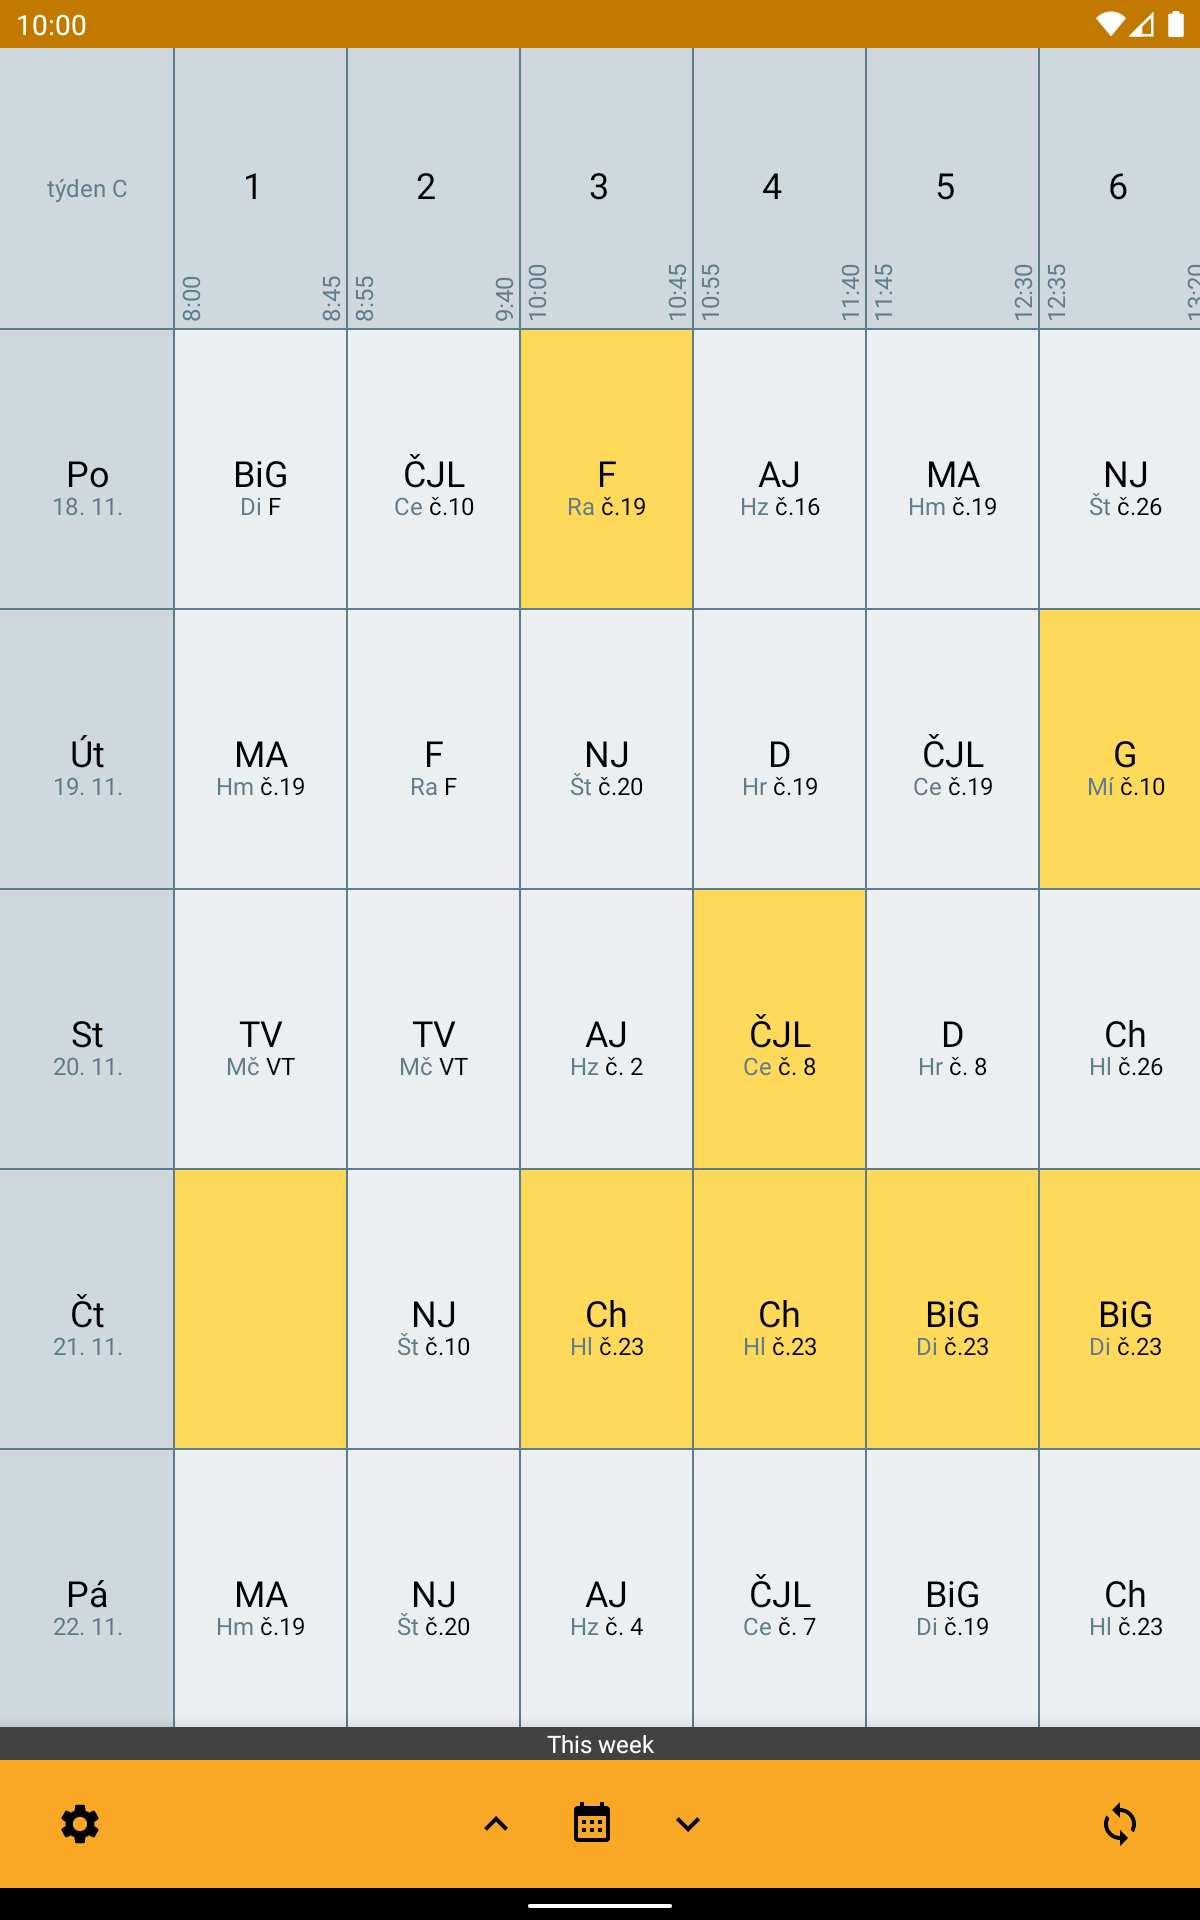 10:00
týden C
1
2
3
4
5
6
8:00
8:45
8:55
9:40
10:00
10:45
10:55
11:40
11:45
12:30
12:35
13:20
Po
18. 11.
BiG
Di F
ČJL
Ce č.10
F
Ra č.19
AJ
Hz č.16
MA
Hm č.19
NJ
Št č.26
Út
19. 11.
MA
Hm č.19
F
Ra F
NJ
Št č.20
D
Hr č.19
ČJL
Ce č.19
G
Mí č.10
St
20. 11.
TV
Mč VT
TV
Mč VT
AJ
Hz č. 2
ČJL
Ce č. 8
D
Hr č. 8
Ch
Hl č.26
Čt
21. 11.
NJ
Št č.10
Ch
Hl č.23
Ch
Hl č.23
BiG
Di č.23
BiG
Di č.23
Pá
22. 11.
MA
Hm č.19
NJ
Št č.20
AJ
Hz č. 4
ČJL
Ce č. 7
BiG
Di č.19
Ch
Hl č.23
This week